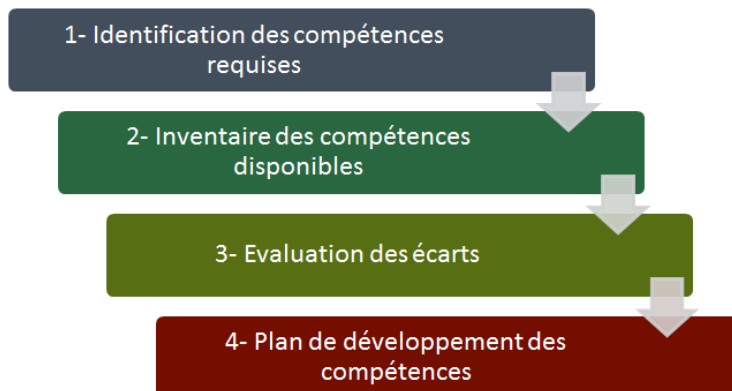 1- Identification des compétences
requises
2- Inventaire des compétences
disponibles
3- Evaluation des écarts
4- Plan de développement des
compétences